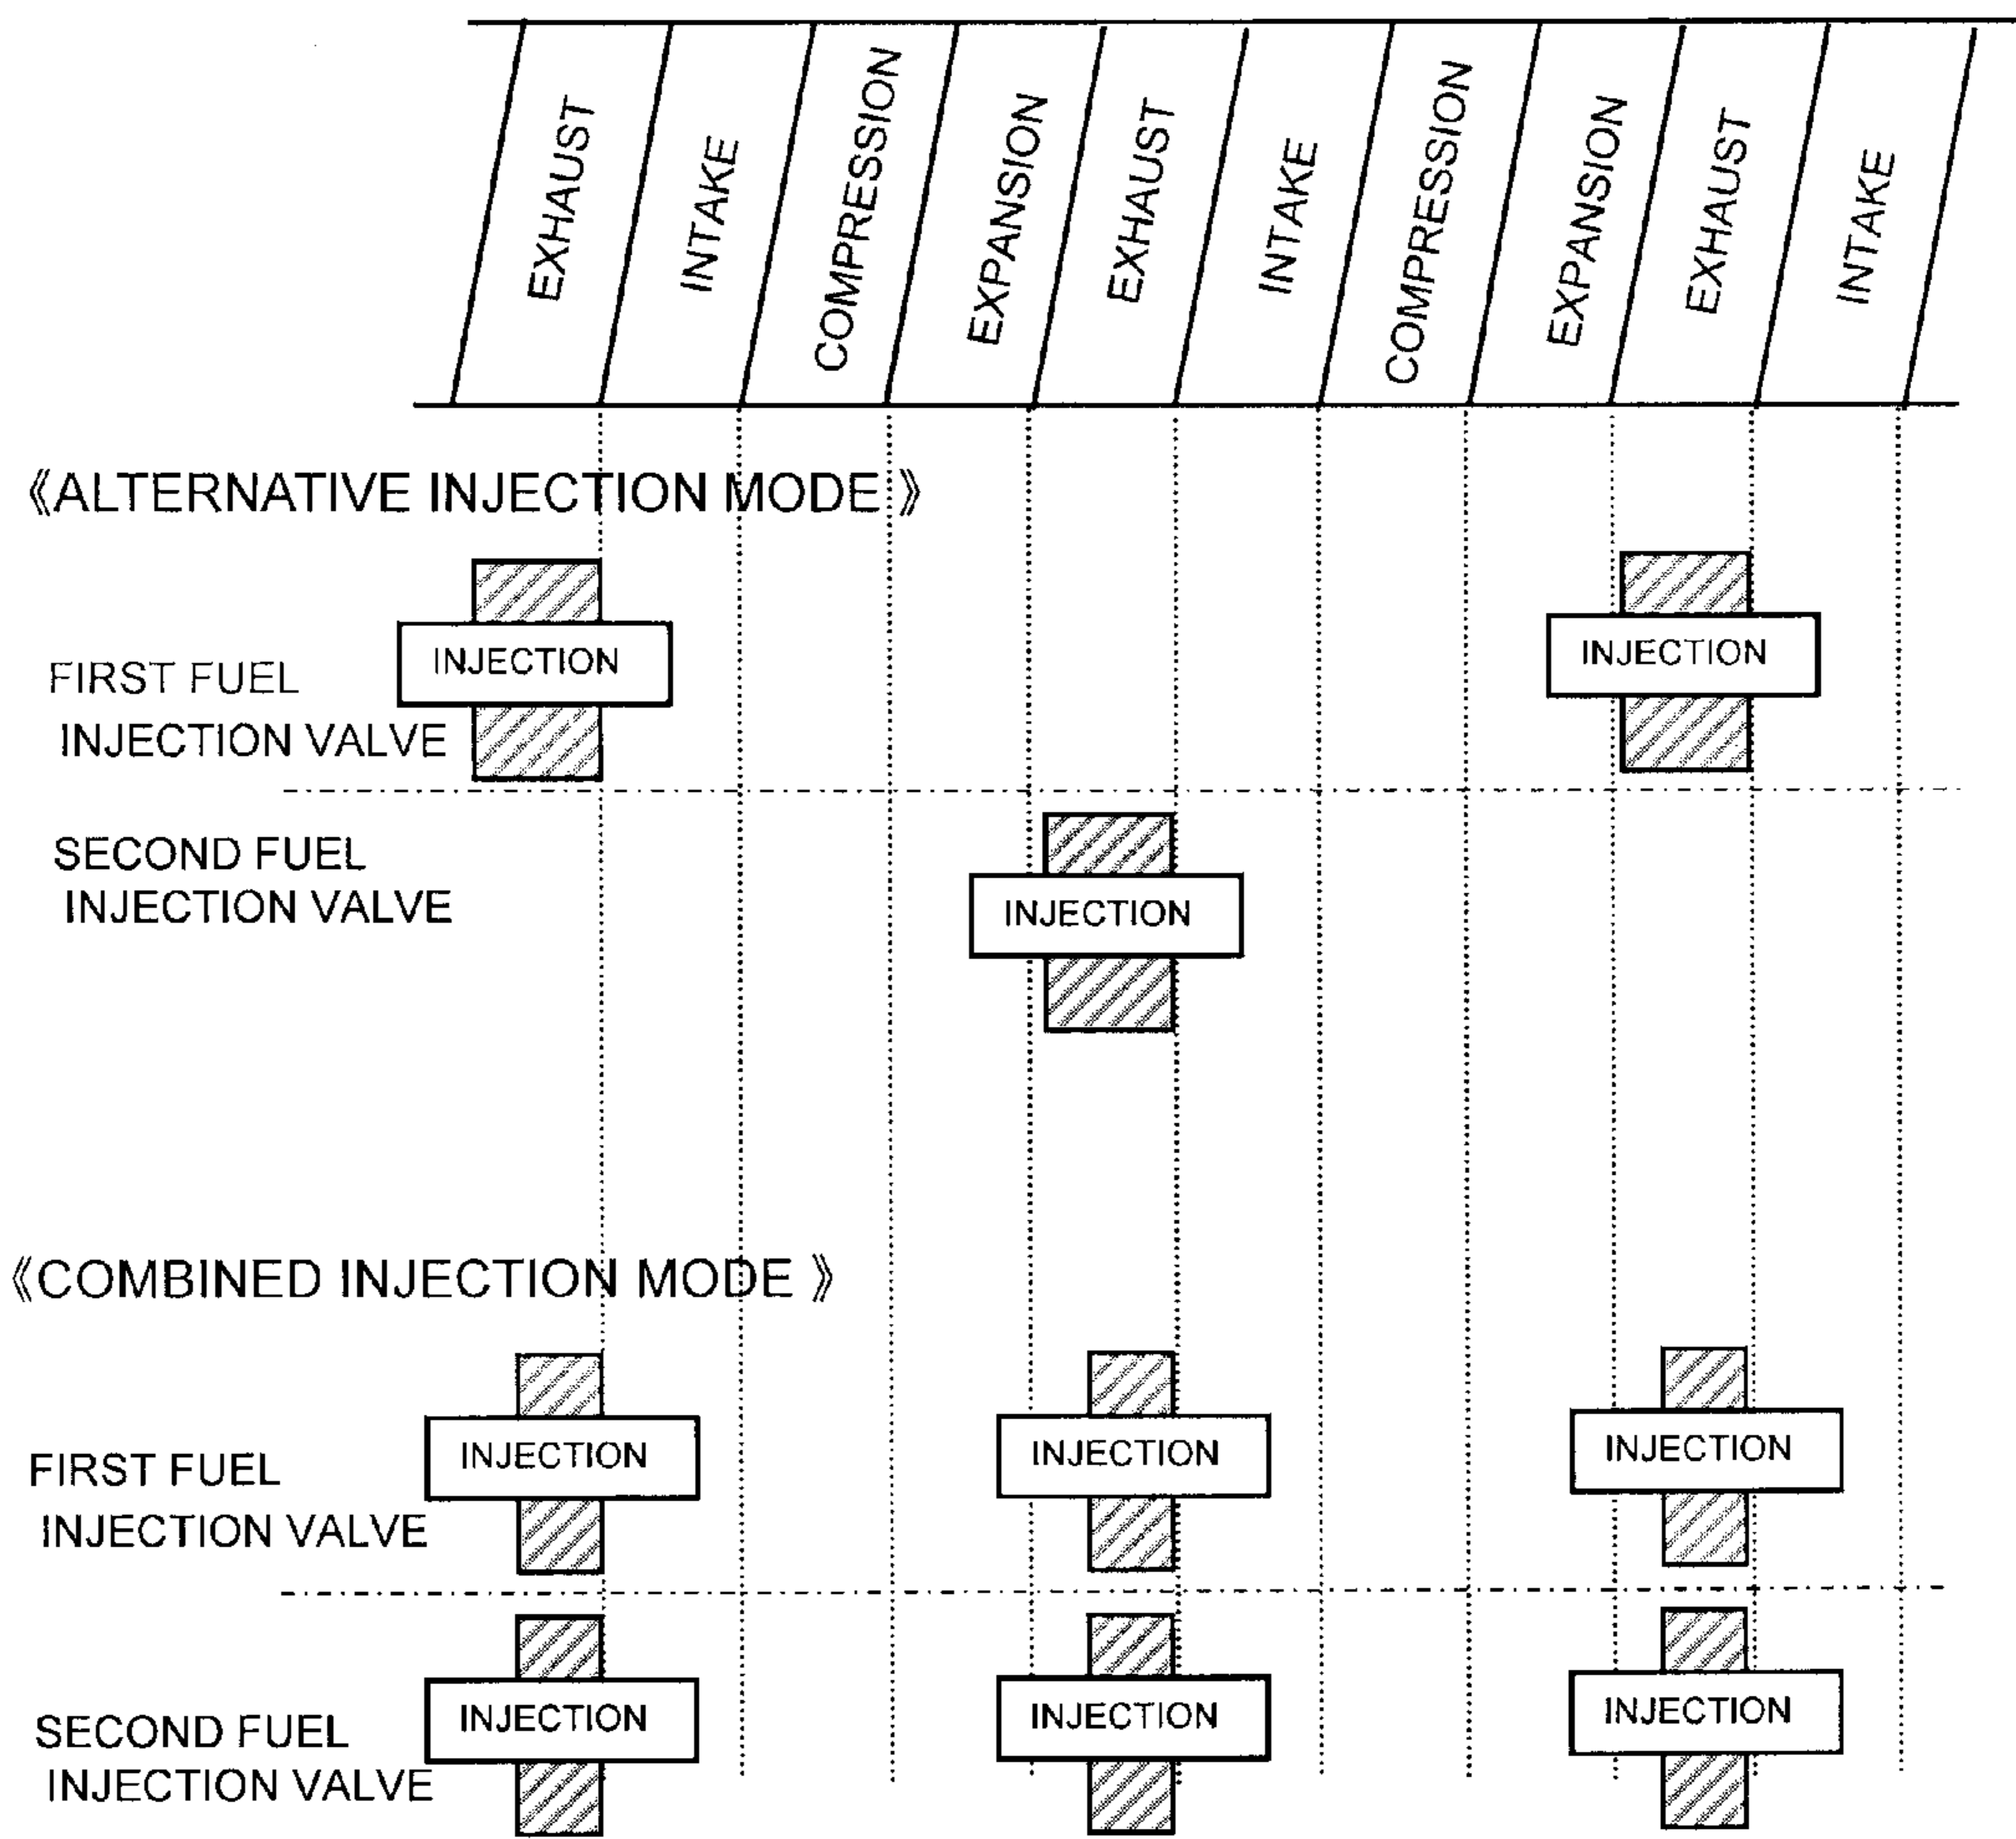 EXHAUST
INTAKE
COMPRESSION
EXPANSION
EXHAUST
INTAKE
COMPRESSION
EXPANSION
EXHAUST
INTAKE
《ALTERNATIVE INJECTION MODE》
FIRST FUEL
INJECTION VALVE
INJECTION
INJECTION
SECOND FUEL
INJECTION VALVE
INJECTION
《COMBINED INJECTION MODE》
FIRST FUEL
INJECTION VALVE
INJECTION
INJECTION
INJECTION
SECOND FUEL
INJECTION VALVE
INJECTION
INJECTION
INJECTION